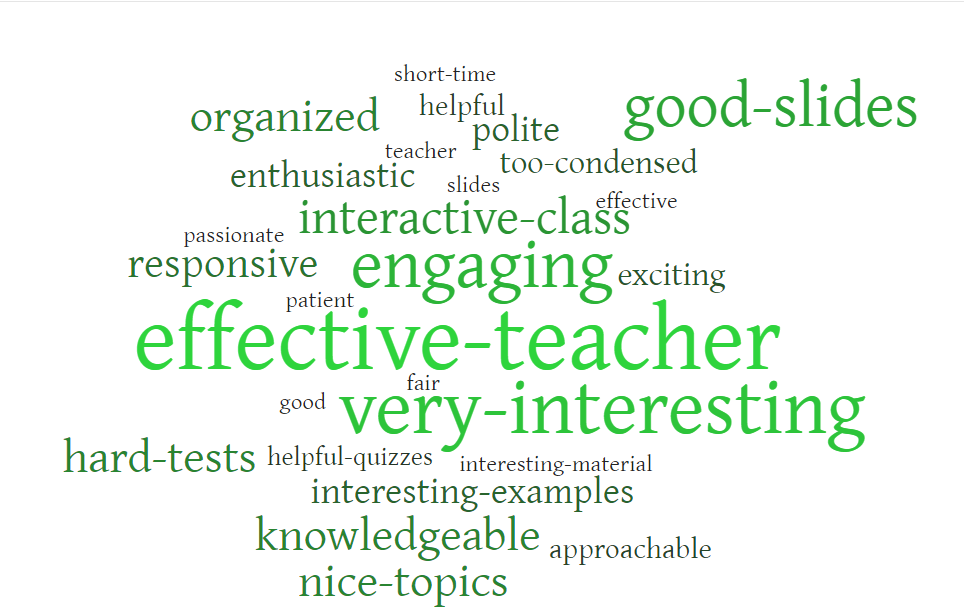 short-time
helpful
good-slides
organized
polite
teacher
too-condensed
enthusiastic
slides
effective
interactive-class
passionate
responsive
engaging
exciting
patient
effective-teacher
fair
good
very-interesting
hard-tests
helpful-quizzes
interesting-material
interesting-examples
knowledgeable
approachable
nice-topics